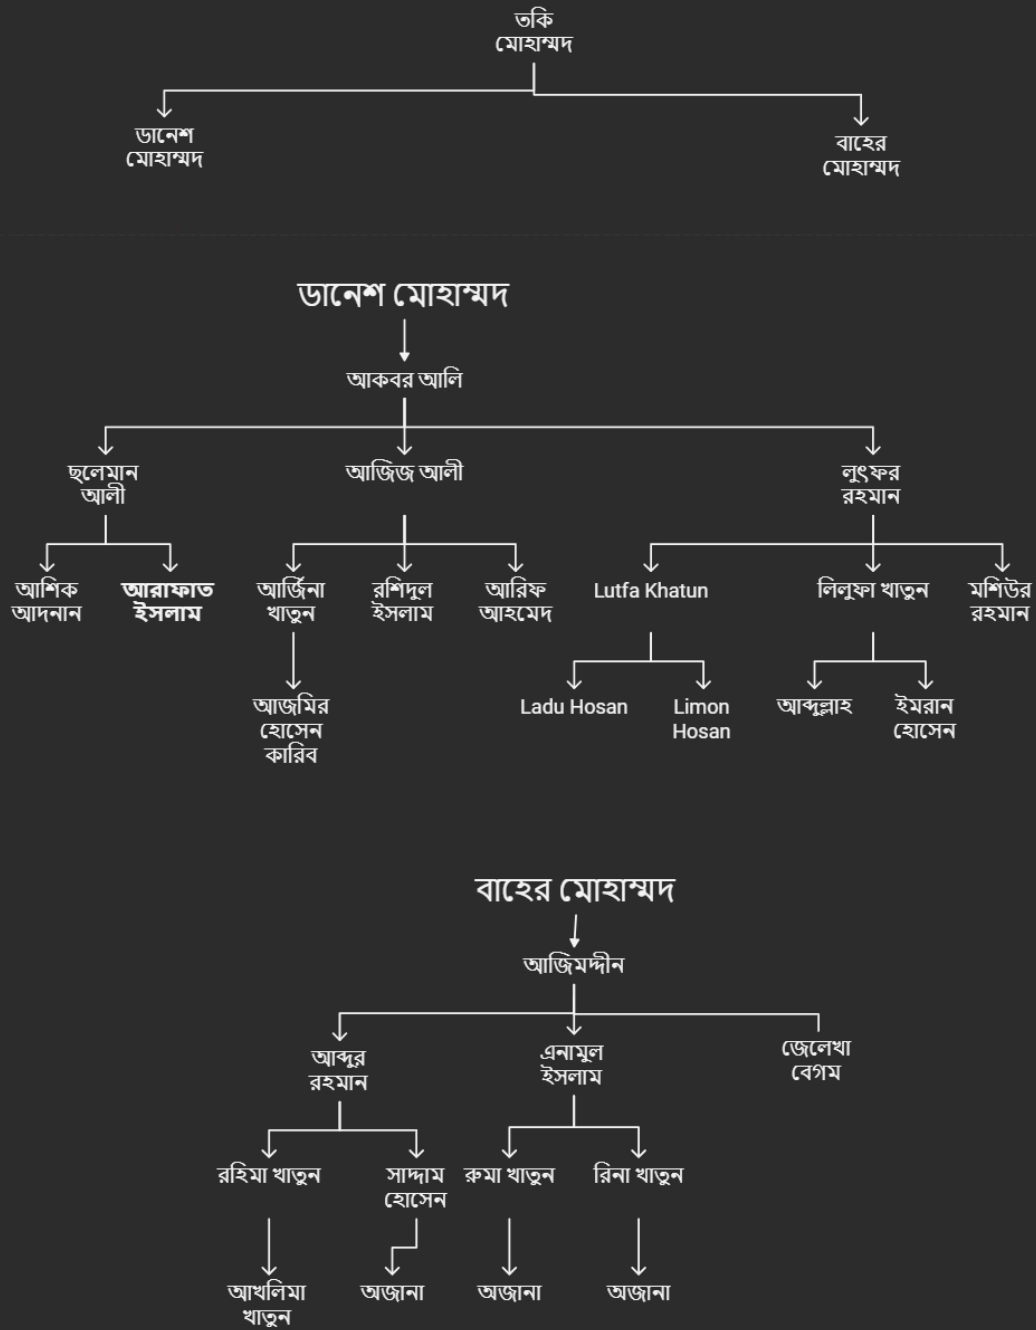 তকি
মোহাম্মদ
ডানেশ
মোহাম্মদ
বাহের
মোহাম্মদ
ডানেশ মোহাম্মদ
আকবর আলি
ছলেমান
আলী
আজিজ আলী
লুৎফর
রহমান
আশিক
আদনান
আরাফাত
ইসলাম
আর্জিনা
খাতুন
রশিদুল
ইসলাম
আরিফ
আহমেদ
Lutfa Khatun
লিলুফা খাতুন
মশিউর
রহমান
আজমির
হোসেন
কারিব
Ladu Hosan
Limon
Hosan
আব্দুল্লাহ
ইমরান
হোসেন
বাহের মোহাম্মদ
আজিমদ্দীন
আব্দুর
রহমান
এনামুল
ইসলাম
জেলেখা
বেগম
রহিমা খাতুন
সাদ্দাম
হোসেন
রুমা খাতুন
রিনা খাতুন
আখলিমা
খাতুন
অজানা
অজানা
অজানা